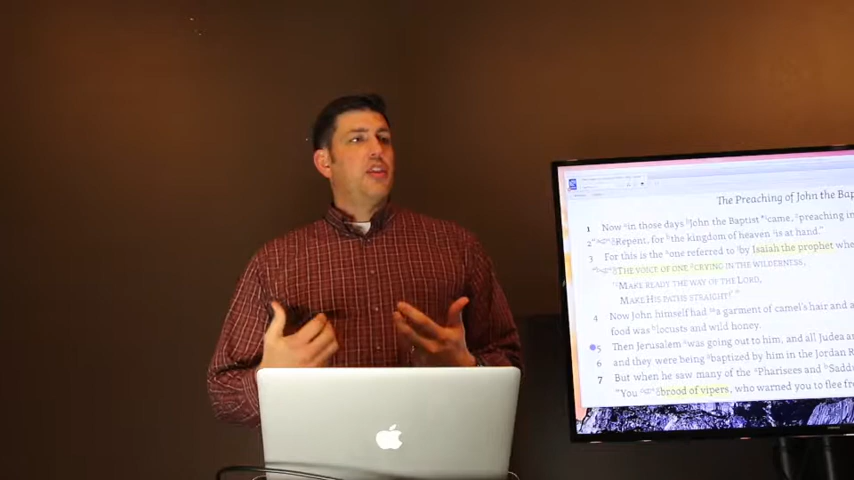 The Preaching of John the Bap
1 Now in those days John the Baptist came, preaching in
2 "Repent, for the kingdom of heaven is at hand."
3 For this is the one referred to by Isaiah the prophet whe
"THE VOICE OF ONE CRYING IN THE WILDERNESS,
'MAKE READY THE WAY OF THE LORD,
MAKE HIS PATHS STRAIGHT!'"
4 Now John himself had a garment of camel's hair and a
food was locusts and wild honey.
5 Then Jerusalem was going out to him, and all Judea a
6 and they were being baptized by him in the Jordan R
7 But when he saw many of the Pharisees and Sadd
"You brood of vipers, who warned you to flee fr